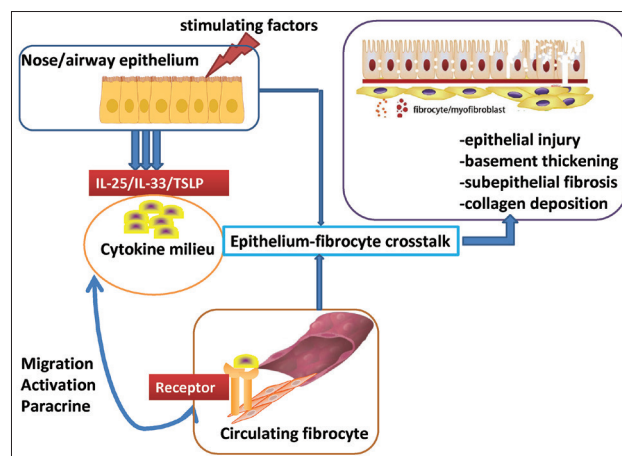 stimulating factors
Nose/airway epithelium
fibrocyte/myofibroblast
-epithelial injury
-basement thickening
-subepithelial fibrosis
-collagen deposition
IL-25/IL-33/TSLP
Cytokine milieu
Epithelium-fibrocyte crosstalk
Migration
Activation
Paracrine
Receptor
Circulating fibrocyte